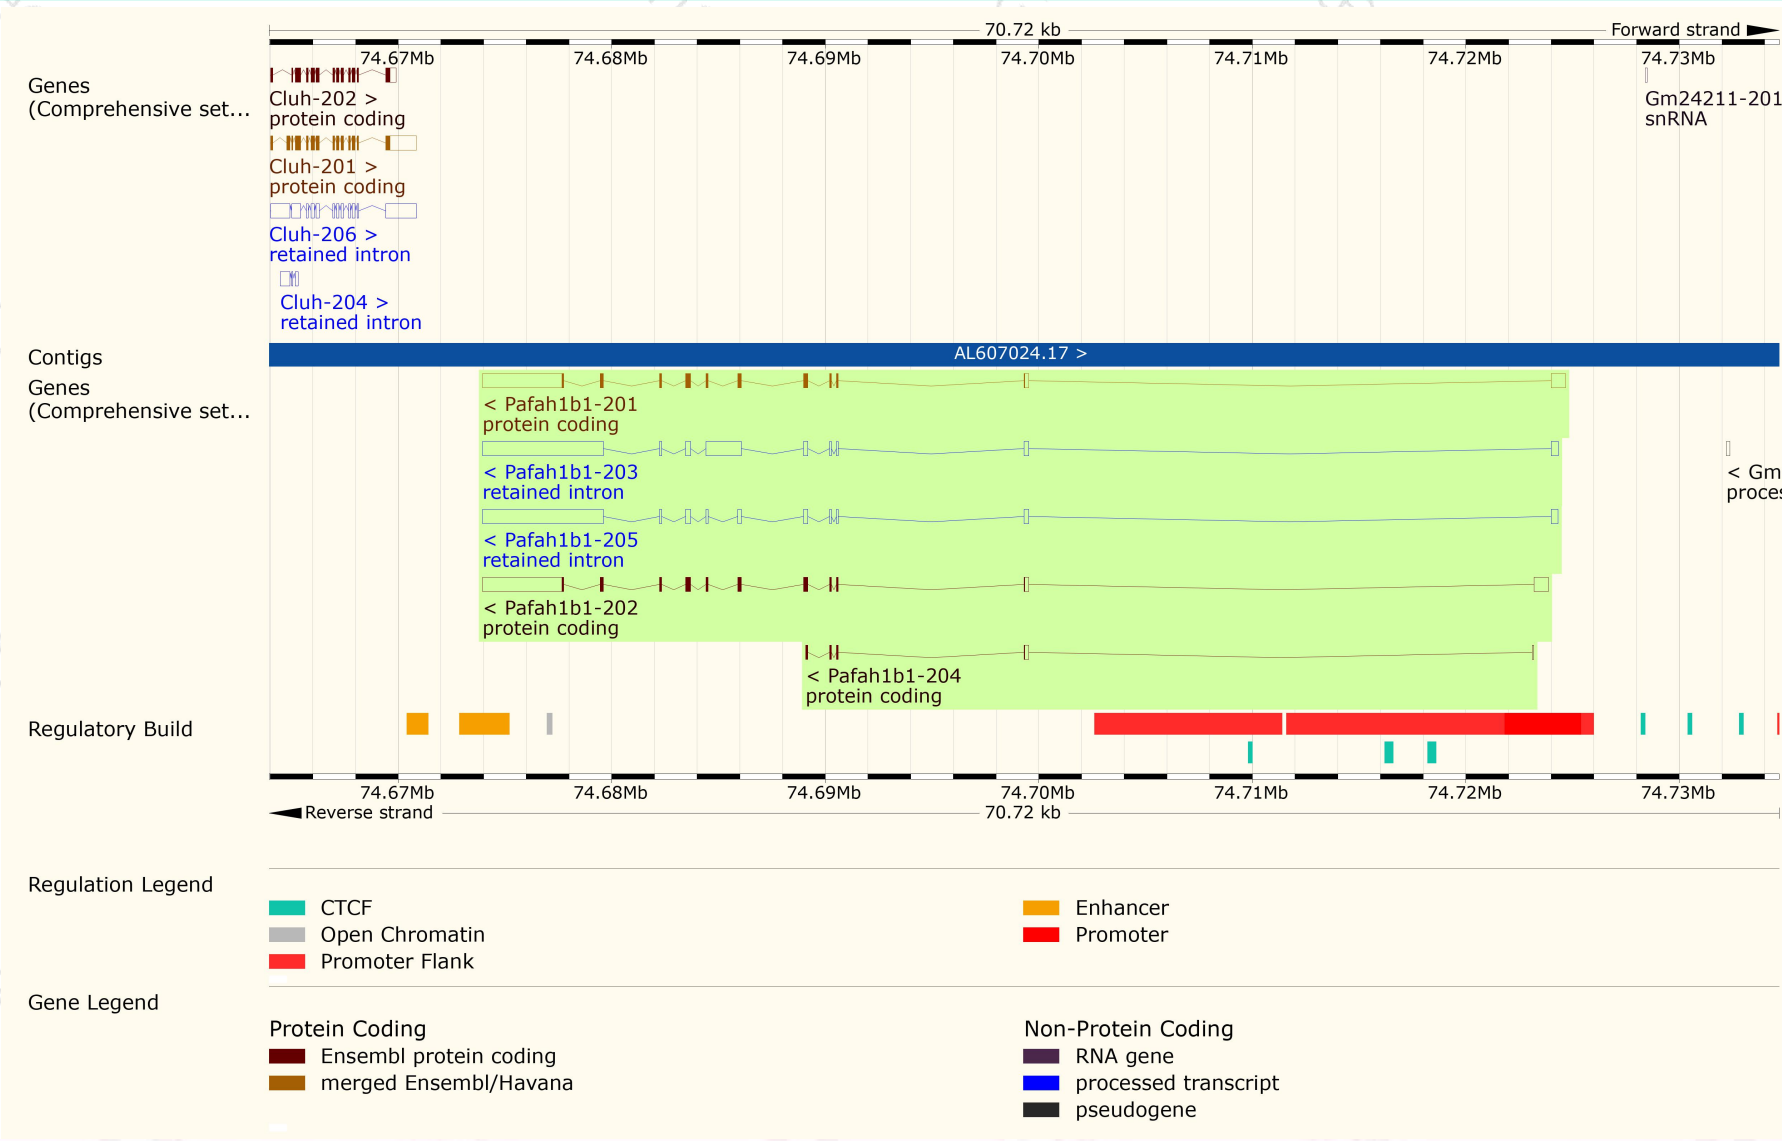 70.72 kb
Forward strand
74.67Mb 74.68Mb 74.69Mb 74.70Mb 74.71Mb 74.72Mb 74.73Mb
Genes
(Comprehensive set...
Cluh-202 >
protein coding
Gm24211-201
snRNA
Cluh-201 >
protein coding
Cluh-206 >
retained intron
Cluh-204 >
retained intron
Contigs
AL607024.17 >
Genes
(Comprehensive set...
< Pafah1b1-201
protein coding
< Pafah1b1-203
retained intron
< Gm
proces
< Pafah1b1-205
retained intron
< Pafah1b1-202
protein coding
< Pafah1b1-204
protein coding
Regulatory Build
74.67Mb 74.68Mb 74.69Mb 74.70Mb 74.71Mb 74.72Mb 74.73Mb
Reverse strand
70.72 kb
Regulation Legend
CTCF
Enhancer
Open Chromatin
Promoter
Promoter Flank
Gene Legend
Protein Coding
Non-Protein Coding
Ensembl protein coding
RNA gene
merged Ensembl/Havana
processed transcript
pseudogene